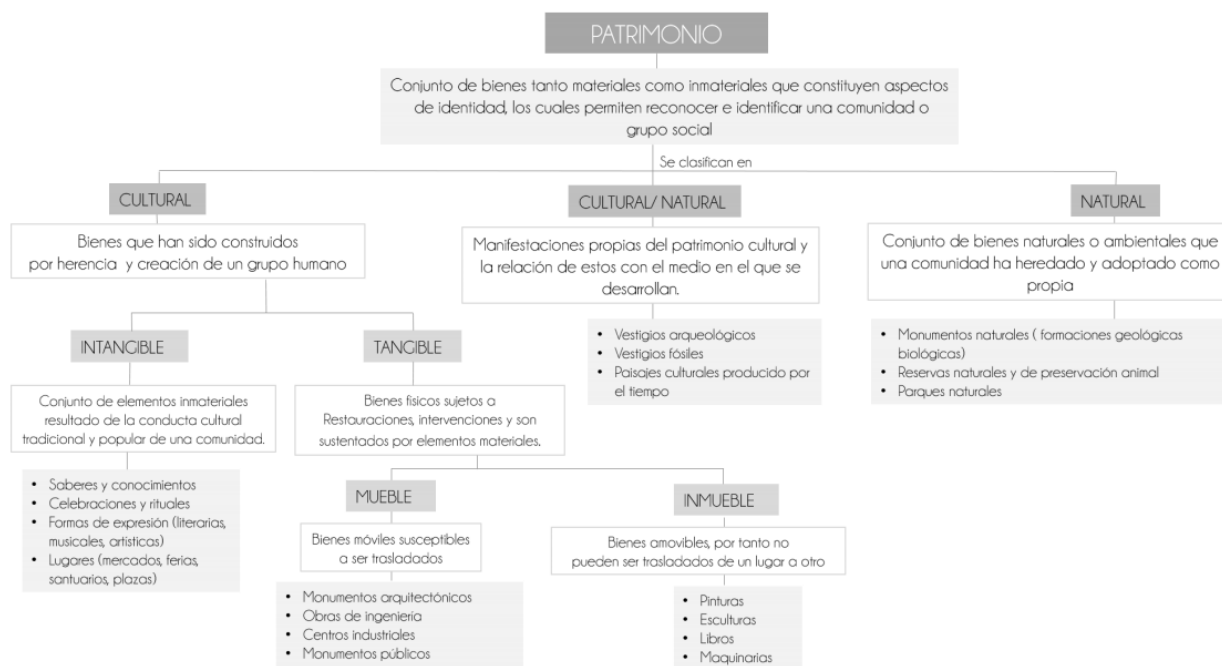 PATRIMONIO
Conjunto de bienes tanto materiales como inmateriales que constituyen aspectos
de identidad, los cuales permiten reconocer e identificar una comunidad o
grupo social
Se clasifican en
CULTURAL
Bienes que han sido construidos
por herencia y creación de un grupo humano
INTANGIBLE
Conjunto de elementos inmateriales
resultado de la conducta cultural
tradicional y popular de una comunidad.
• Saberes y conocimientos
• Celebraciones y rituales
• Formas de expresión (literarias,
musicales, artísticas)
• Lugares (mercados, ferias,
santuarios, plazas)
TANGIBLE
Bienes físicos sujetos a
Restauraciones, intervenciones y son
sustentados por elementos materiales.
MUEBLE
Bienes móviles susceptibles
a ser trasladados
• Monumentos arquitectónicos
• Obras de ingeniería
• Centros industriales
• Monumentos públicos
INMUEBLE
Bienes amovibles, por tanto no
pueden ser trasladados de un lugar a otro
• Pinturas
• Esculturas
• Libros
• Maquinarias
CULTURAL/ NATURAL
Manifestaciones propias del patrimonio cultural y
la relación de estos con el medio en el que se
desarrollan.
• Vestigios arqueológicos
• Vestigios fósiles
• Paisajes culturales producido por
el tiempo
NATURAL
Conjunto de bienes naturales o ambientales que
una comunidad ha heredado y adoptado como
propia
• Monumentos naturales ( formaciones geológicas
biológicas)
• Reservas naturales y de preservación animal
• Parques naturales